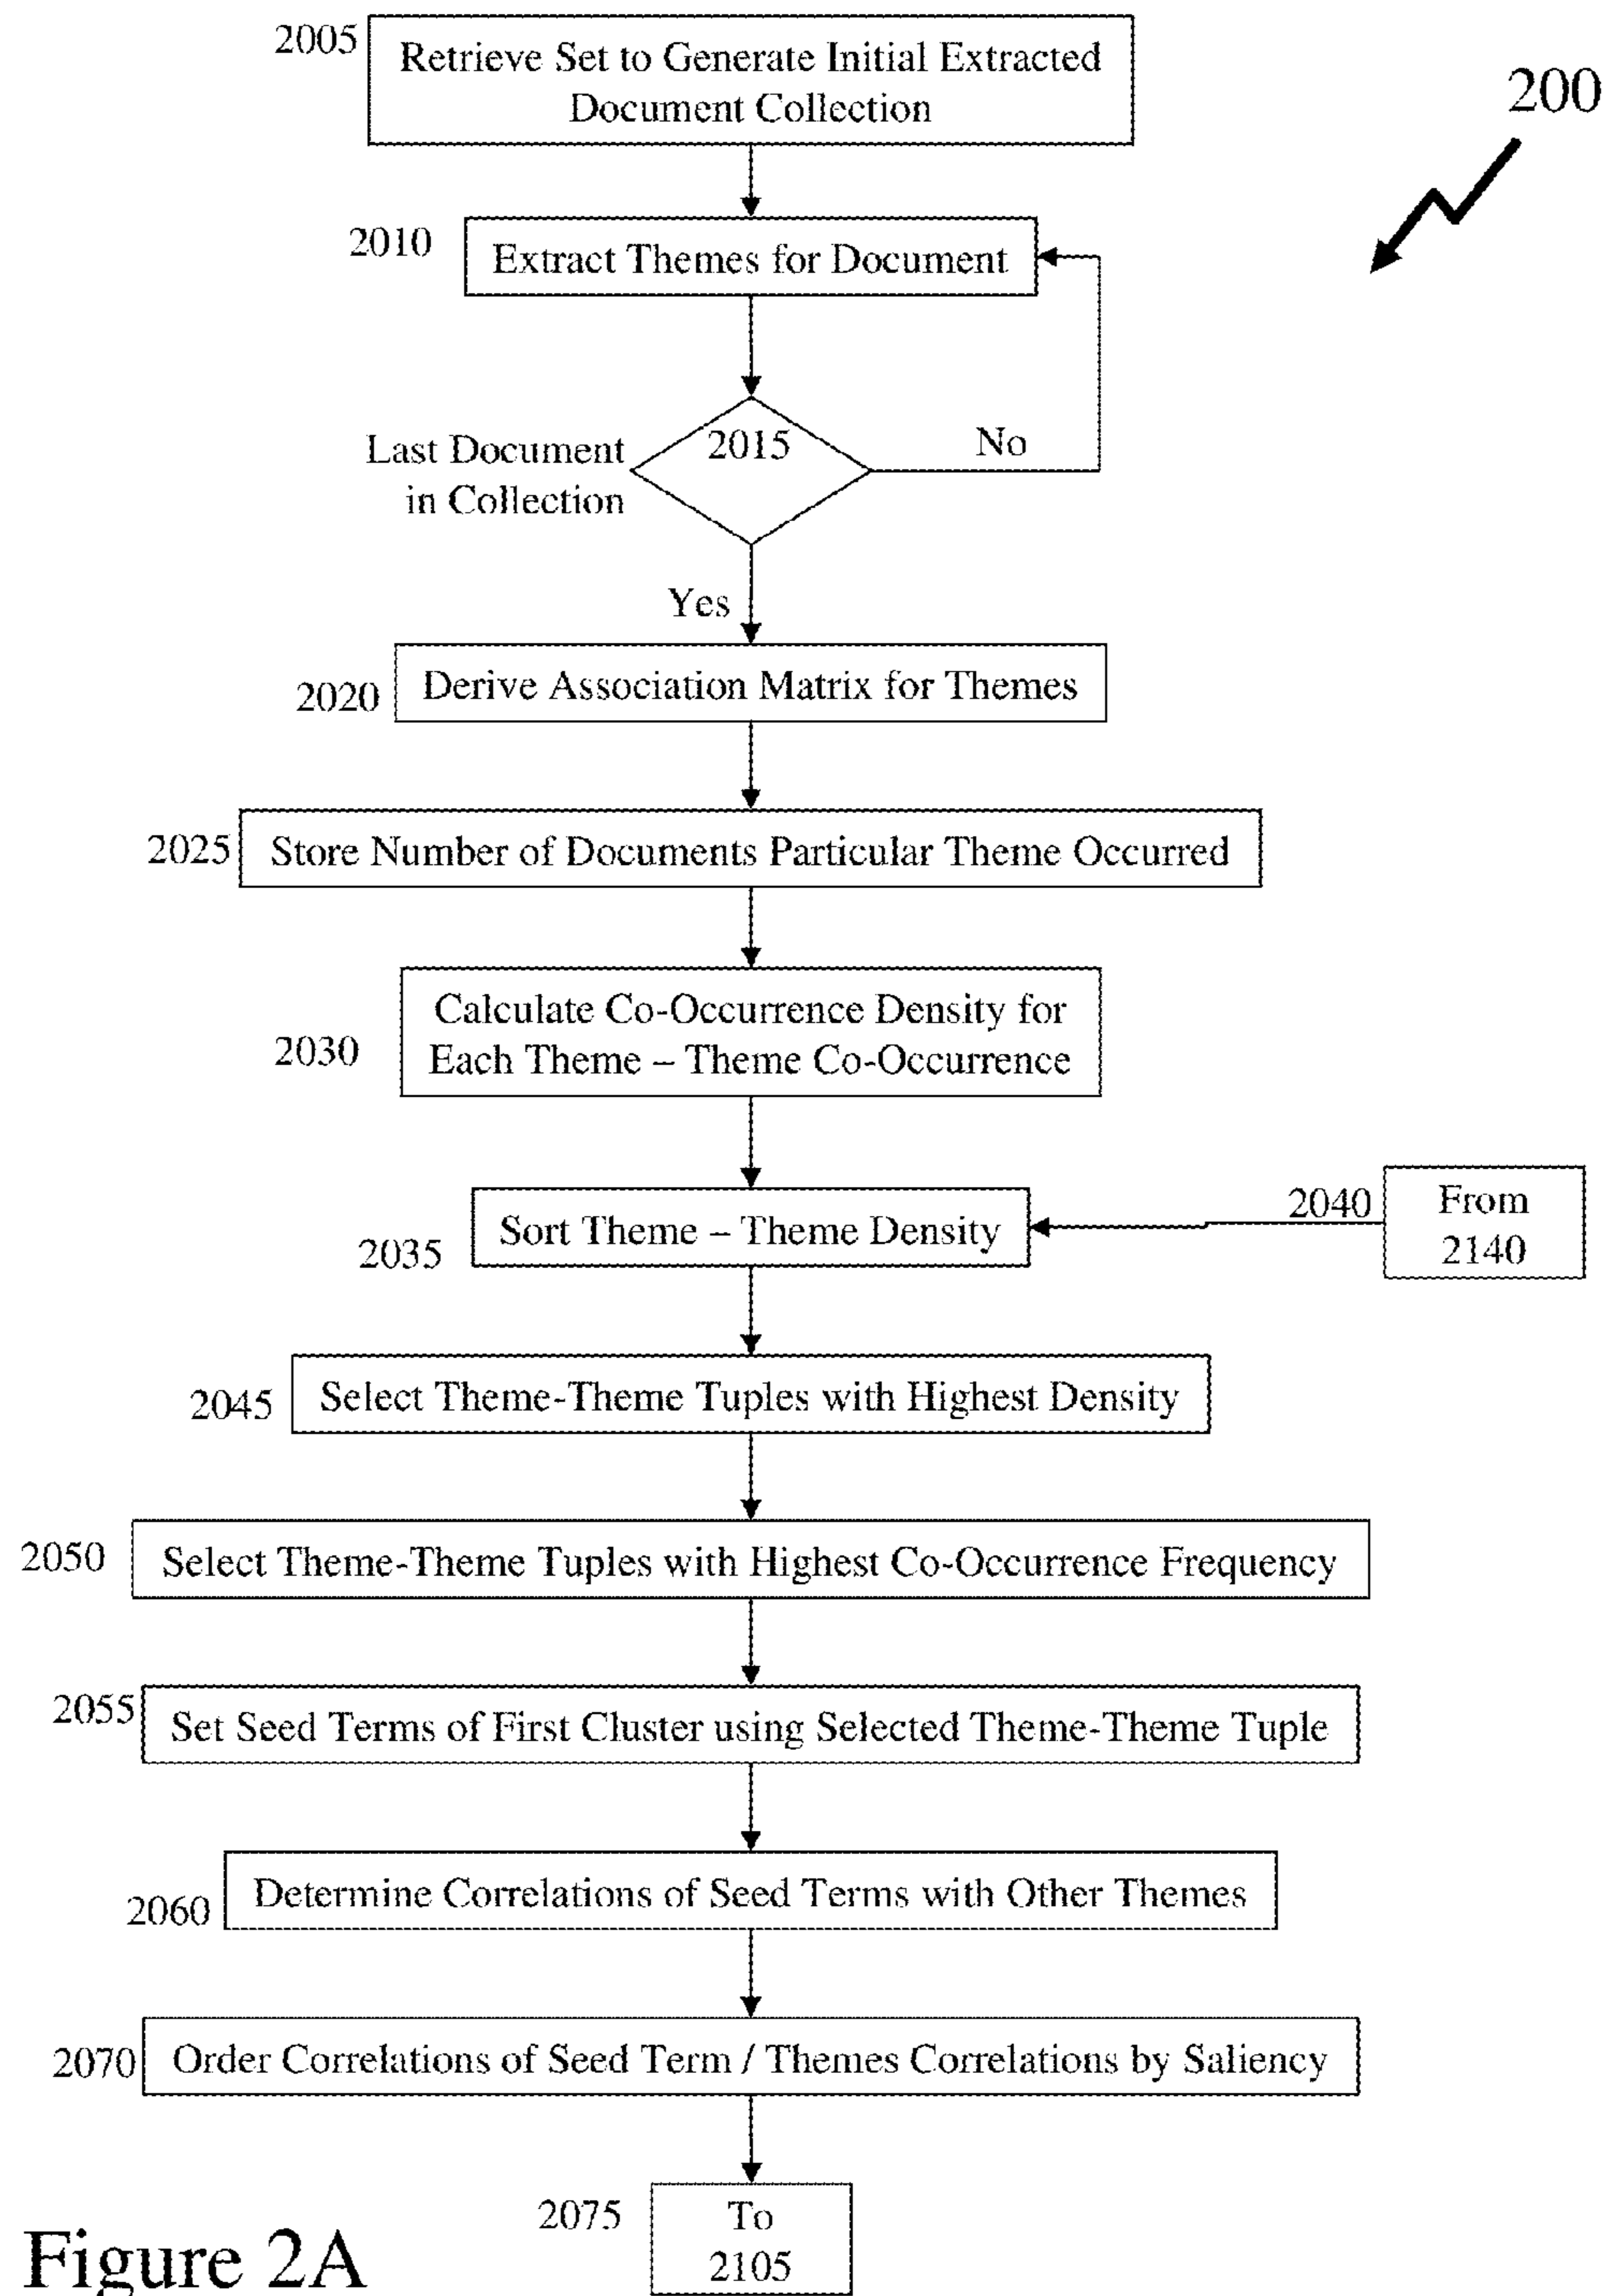 2005
Retrieve Set to Generate Initial Extracted
Document Collection
200
2010
Extract Themes for Document
Last Document
in Collection
2015
No
Yes
2020
Derive Association Matrix for Themes
2025
Store Number of Documents Particular Theme Occurred
2030
Calculate Co-Occurrence Density for
Each Theme – Theme Co-Occurrence
2035
Sort Theme – Theme Density
2040
From
2140
2045
Select Theme-Theme Tuples with Highest Density
2050
Select Theme-Theme Tuples with Highest Co-Occurrence Frequency
2055
Set Seed Terms of First Cluster using Selected Theme-Theme Tuple
2060
Determine Correlations of Seed Terms with Other Themes
2070
Order Correlations of Seed Term / Themes Correlations by Saliency
2075
To
2105
Figure 2A